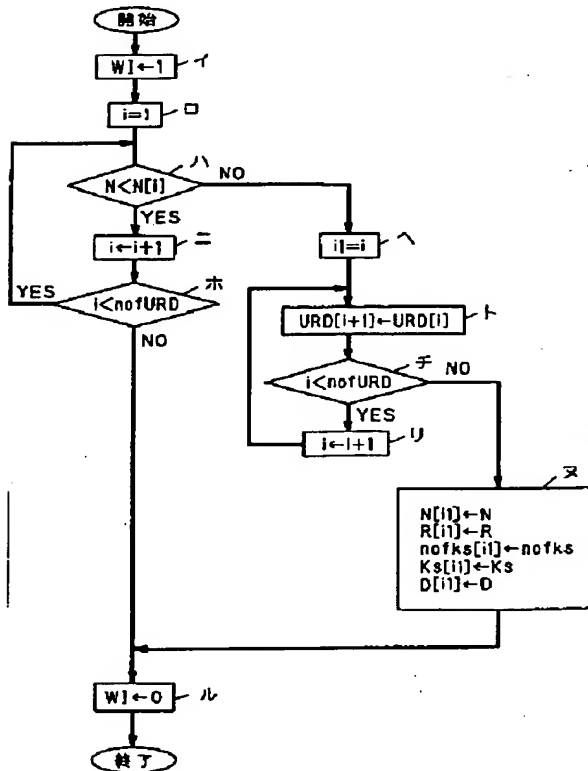 開始
WI←1 イ
i=1 ロ
N<N[i] ハ
NO
YES
i←i+1 ニ
i1=i ヘ
YES
i<nofURD ホ
NO
URD[i+1]←URD[i] ト
i<nofURD チ
NO
YES
i←i+1 リ
ヌ
N[i1]←N
R[i1]←R
nofks[i1]←nofks
Ks[i1]←Ks
D[i1]←D
WI←0 ル
終了